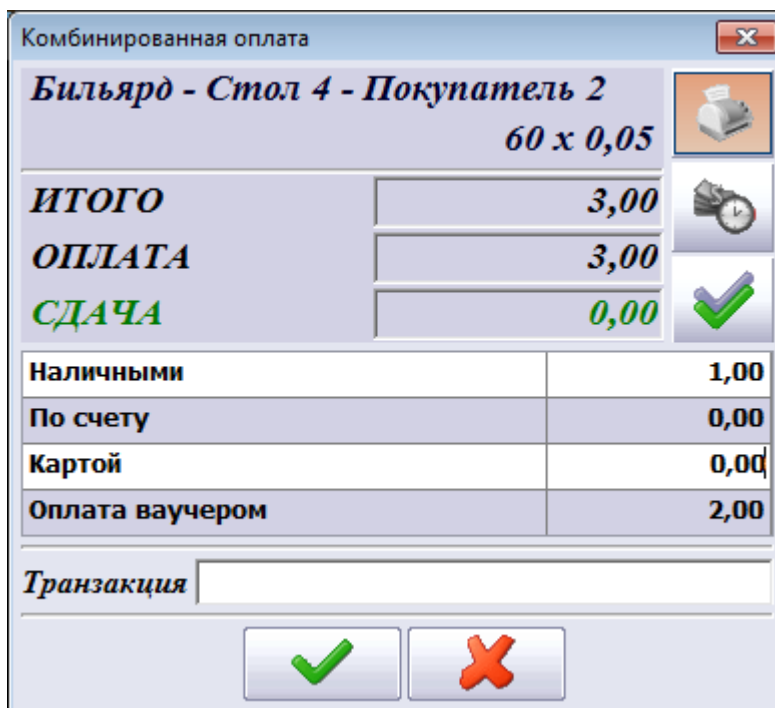 Комбинированная оплата
Бильярд - Стол 4 - Покупатель 2
60 x 0,05
ИТОГО 3,00
ОПЛАТА 3,00
СДАЧА 0,00
Наличными 1,00
По счету 0,00
Картой 0,00
Оплата ваучером 2,00
Транзакция